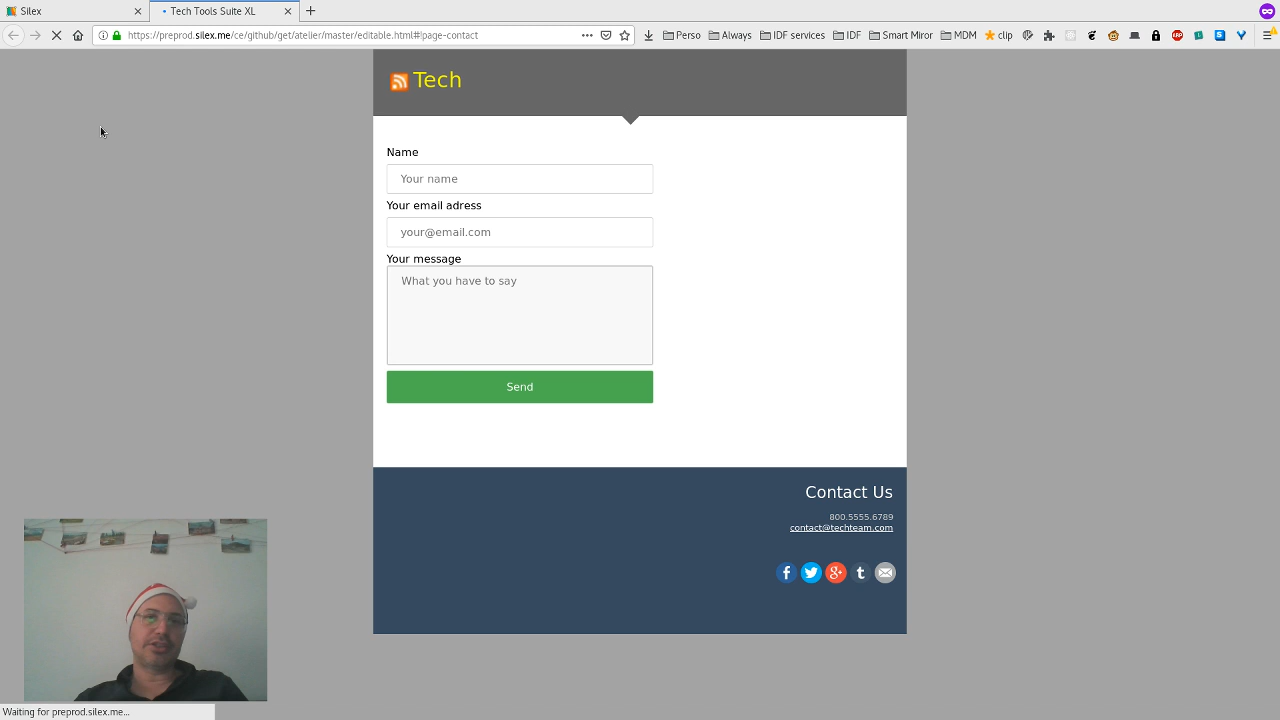 Silex
Tech Tools Suite XL
https://preprod.silex.me/ce/github/get/atelier/master/editable.html#!page-contact
Perso
Always
IDF services
IDF
Smart Miror
MDM
clip
Tech
Name
Your name
Your email adress
your@email.com
Your message
What you have to say
Send
Contact Us
800.5555.6789
contact@techteam.com
Waiting for preprod.silex.me...